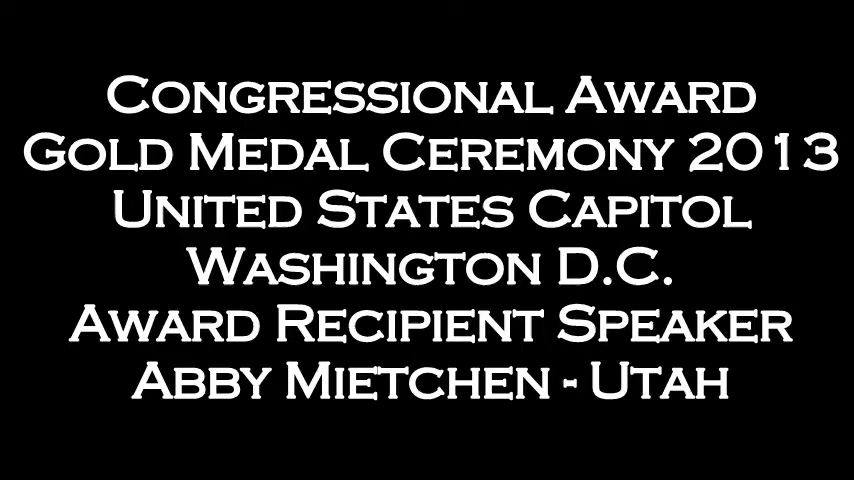 Congressional Award
Gold Medal Ceremony 2013
United States Capitol
Washington D.C.
Award Recipient Speaker
Abby Mietchen - Utah